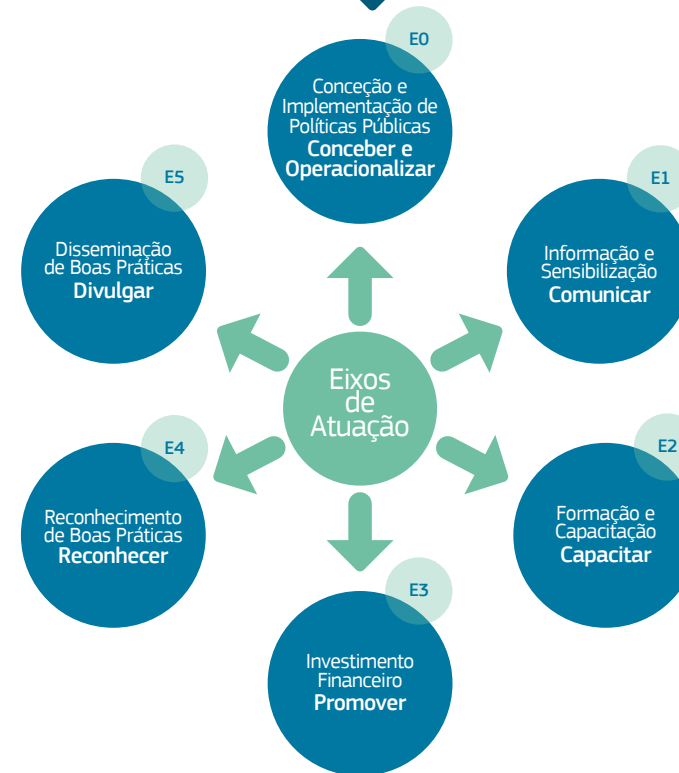 E0
Conceção e
Implementação de
Políticas Públicas
Conceber e
Operacionalizar
E5
Disseminação
de Boas Práticas
Divulgar
E1
Informação e
Sensibilização
Comunicar
Eixos
de
Atuação
E4
Reconhecimento
de Boas Práticas
Reconhecer
E2
Formação e
Capacitação
Capacitar
E3
Investimento
Financeiro
Promover